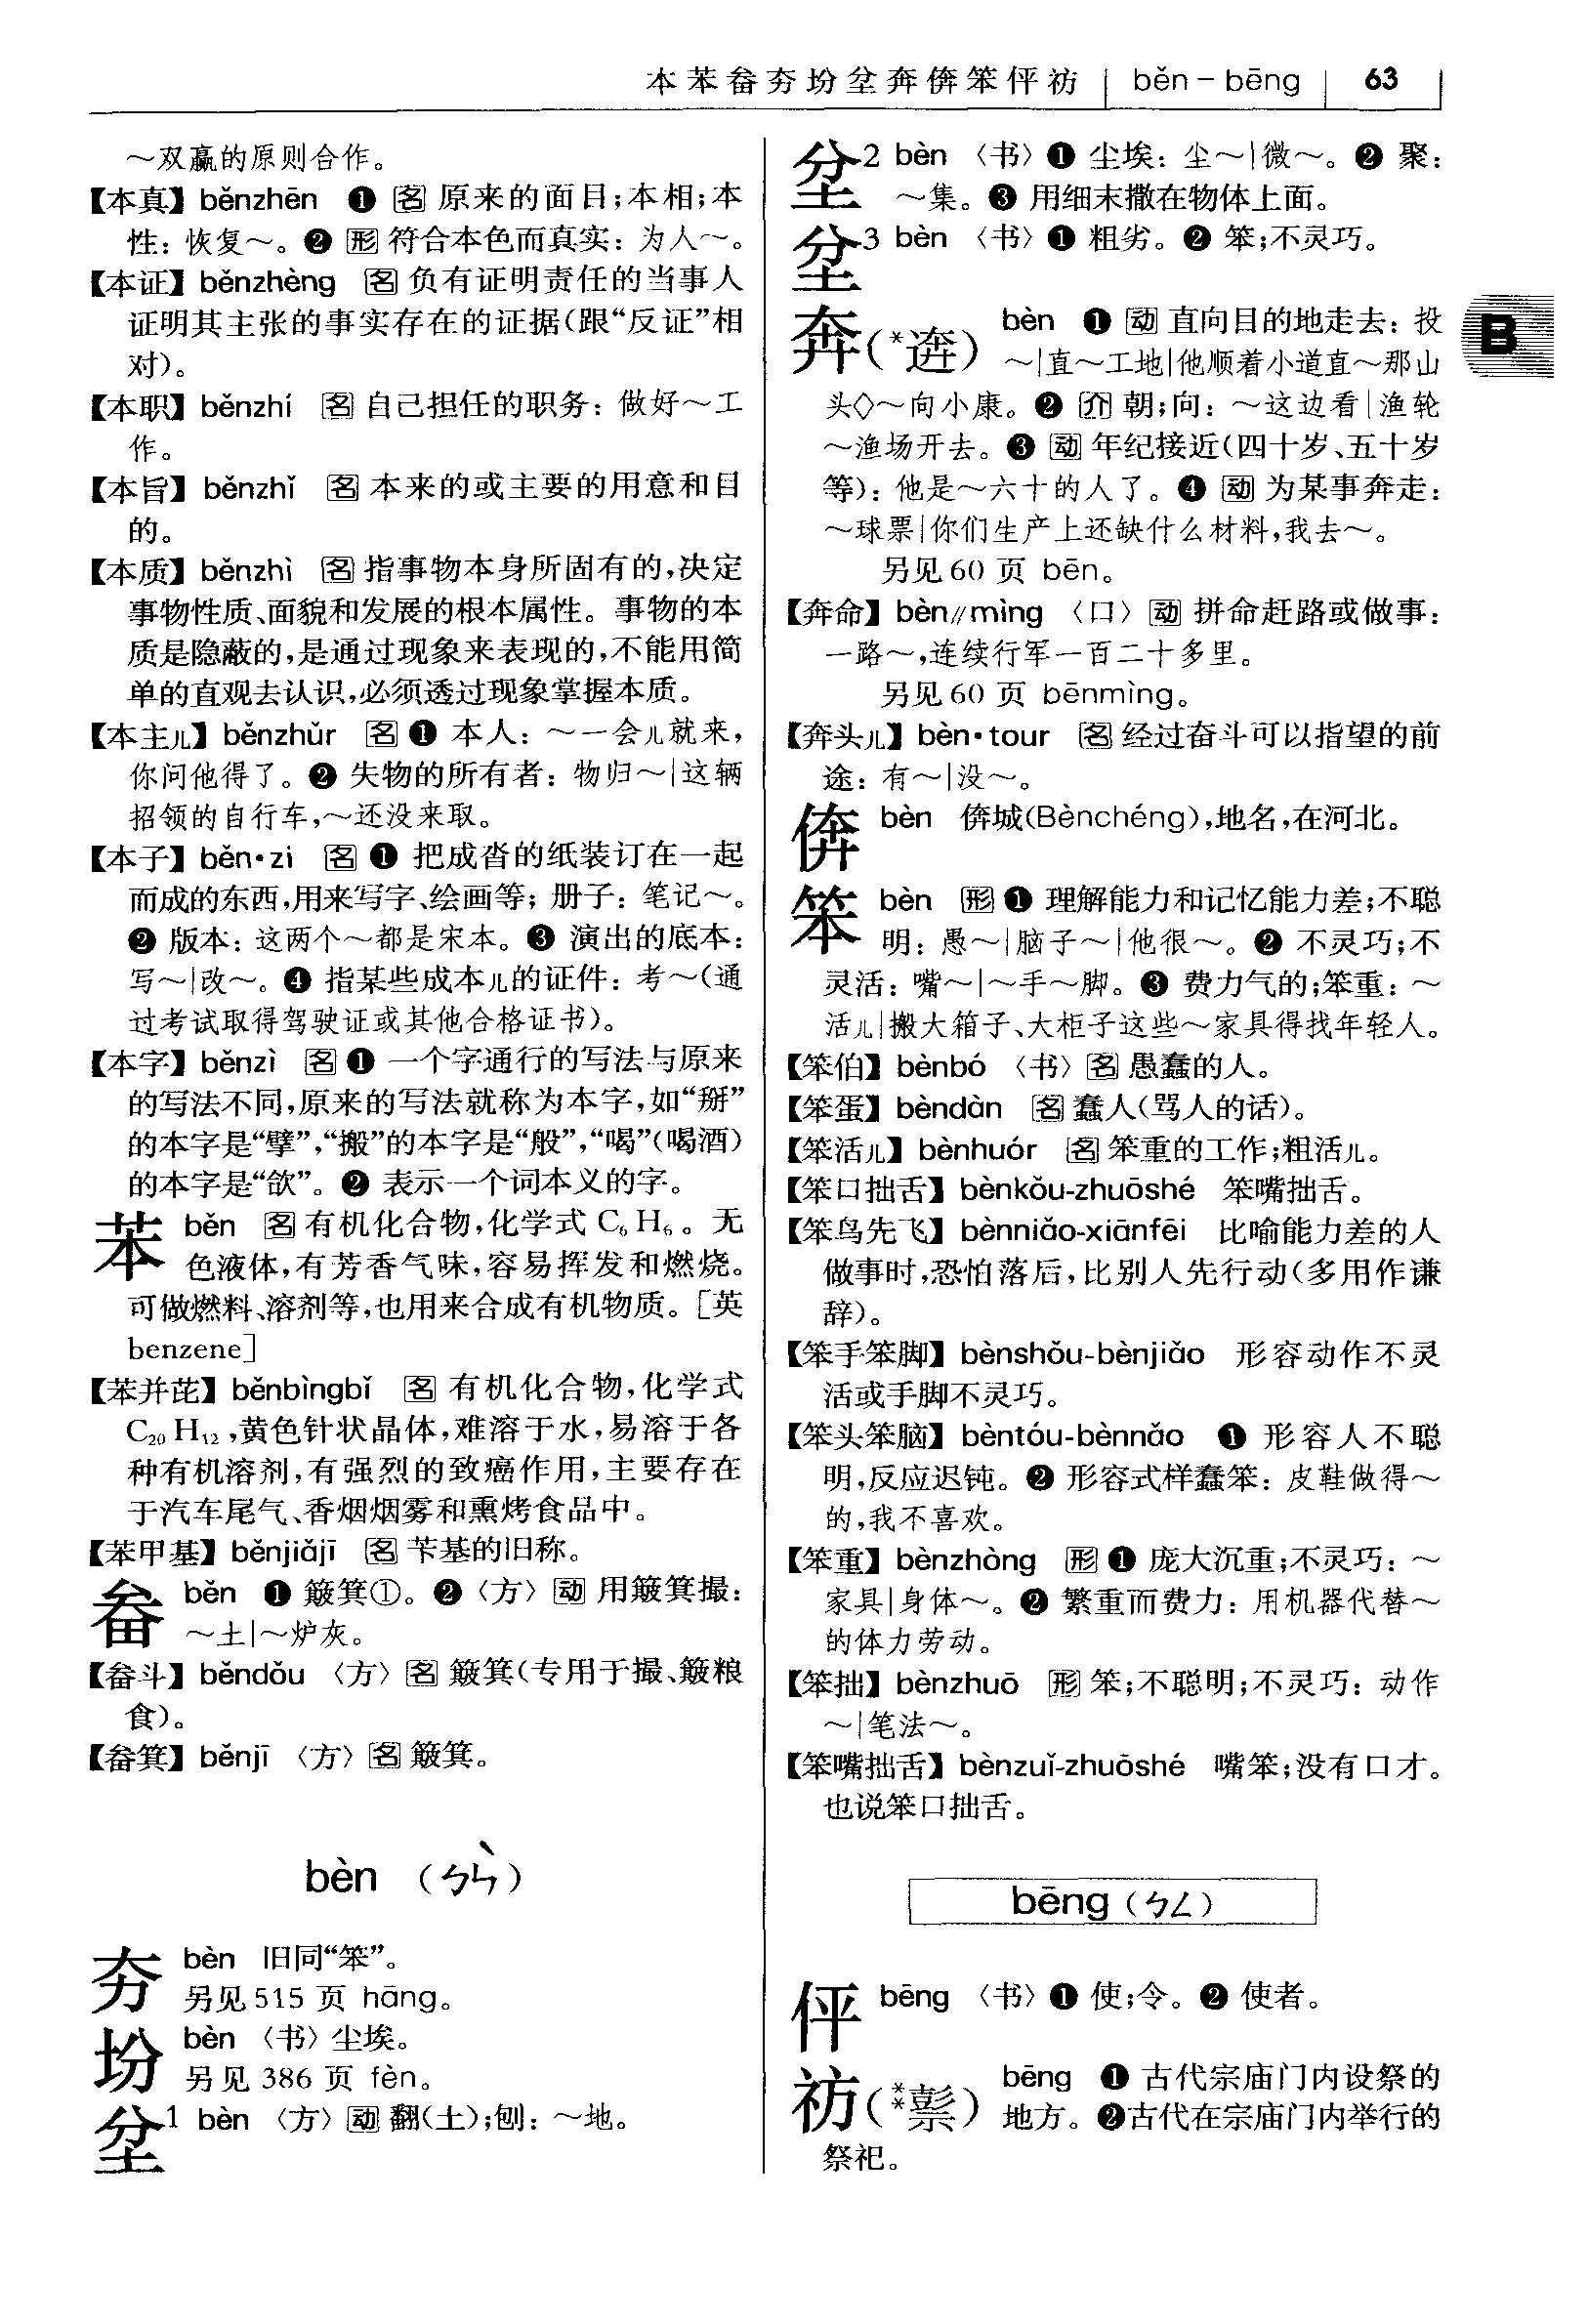 本苯畚夯坋坌奔倴笨伻祊 | běn－bēng | 63
～双赢的原则合作。
【本真】běnzhēn ❶ 名 原来的面目;本相;本
性：恢复～。❷ 形 符合本色而真实：为人～。
【本证】běnzhèng 名 负有证明责任的当事人
证明其主张的事实存在的证据(跟“反证”相
对)。
【本职】běnzhí 名 自己担任的职务：做好～工
作。
【本旨】běnzhǐ 名 本来的或主要的用意和目
的。
【本质】běnzhì 名 指事物本身所固有的,决定
事物性质、面貌和发展的根本属性。事物的本
质是隐蔽的,是通过现象来表现的,不能用简
单的直观去认识,必须透过现象掌握本质。
【本主儿】běnzhǔr 名 ❶ 本人：～一会儿就来,
你问他得了。❷ 失物的所有者：物归～|这辆
招领的自行车,～还没来取。
【本子】běn·zi 名 ❶ 把成沓的纸装订在一起
而成的东西,用来写字、绘画等；册子：笔记～。
❷ 版本：这两个～都是宋本。❸ 演出的底本：
写～|改～。❹ 指某些成本儿的证件：考～(通
过考试取得驾驶证或其他合格证书)。
【本字】běnzì 名 ❶ 一个字通行的写法与原来
的写法不同,原来的写法就称为本字,如“掰”
的本字是“擘”,“搬”的本字是“般”,“喝”(喝酒)
的本字是“欱”。❷ 表示一个词本义的字。
苯 běn 名 有机化合物,化学式 C₆H₆。无
色液体,有芳香气味,容易挥发和燃烧。
可做燃料、溶剂等,也用来合成有机物质。[英
benzene]
【苯并芘】běnbìngbǐ 名 有机化合物,化学式
C₂₀H₁₂,黄色针状晶体,难溶于水,易溶于各
种有机溶剂,有强烈的致癌作用,主要存在
于汽车尾气、香烟烟雾和熏烤食品中。
【苯甲基】běnjiǎjī 名 苄基的旧称。
畚 běn ❶ 簸箕①。❷〈方〉动 用簸箕撮：
～土|～炉灰。
【畚斗】běndǒu 〈方〉名 簸箕(专用于撮、簸粮
食)。
【畚箕】běnjī 〈方〉名 簸箕。
bèn （ㄅㄣˋ）
夯 bèn 旧同“笨”。
另见515 页 hāng。
坋 bèn 〈书〉尘埃。
另见 386 页 fèn。
坌1 bèn 〈方〉动 翻(土);刨：～地。
坌2 bèn 〈书〉❶ 尘埃：尘～|微～。❷ 聚：
～集。❸ 用细末撒在物体上面。
坌3 bèn 〈书〉❶ 粗劣。❷ 笨;不灵巧。
奔(*逩) bèn ❶ 动 直向目的地走去：投
～|直～工地|他顺着小道直～那山
头◇～向小康。❷ 介 朝;向：～这边看|渔轮
～渔场开去。❸ 动 年纪接近(四十岁、五十岁
等)：他是～六十的人了。❹ 动 为某事奔走：
～球票|你们生产上还缺什么材料,我去～。
另见60 页 bēn。
【奔命】bèn//mìng 〈口〉动 拼命赶路或做事：
一路～,连续行军一百二十多里。
另见60 页 bēnmìng。
【奔头儿】bèn·tour 名 经过奋斗可以指望的前
途：有～|没～。
倴 bèn 倴城(Bènchéng),地名,在河北。
笨 bèn 形 ❶ 理解能力和记忆能力差;不聪
明：愚～|脑子～|他很～。❷ 不灵巧;不
灵活：嘴～|～手～脚。❸ 费力气的;笨重：～
活儿|搬大箱子、大柜子这些～家具得找年轻人。
【笨伯】bènbó 〈书〉名 愚蠢的人。
【笨蛋】bèndàn 名 蠢人(骂人的话)。
【笨活儿】bènhuór 名 笨重的工作;粗活儿。
【笨口拙舌】bènkǒu-zhuōshé 笨嘴拙舌。
【笨鸟先飞】bènniǎo-xiānfēi 比喻能力差的人
做事时,恐怕落后,比别人先行动(多用作谦
辞)。
【笨手笨脚】bènshǒu-bènjiǎo 形容动作不灵
活或手脚不灵巧。
【笨头笨脑】bèntóu-bènnǎo ❶ 形容人不聪
明,反应迟钝。❷ 形容式样蠢笨：皮鞋做得～
的,我不喜欢。
【笨重】bènzhòng 形 ❶ 庞大沉重;不灵巧：～
家具|身体～。❷ 繁重而费力：用机器代替～
的体力劳动。
【笨拙】bènzhuō 形 笨;不聪明;不灵巧：动作
～|笔法～。
【笨嘴拙舌】bènzuǐ-zhuōshé 嘴笨;没有口才。
也说笨口拙舌。
bēng（ㄅㄥ）
伻 bēng 〈书〉❶ 使;令。❷ 使者。
祊(**𥛱) bēng ❶ 古代宗庙门内设祭的
地方。❷古代在宗庙门内举行的
祭祀。
B